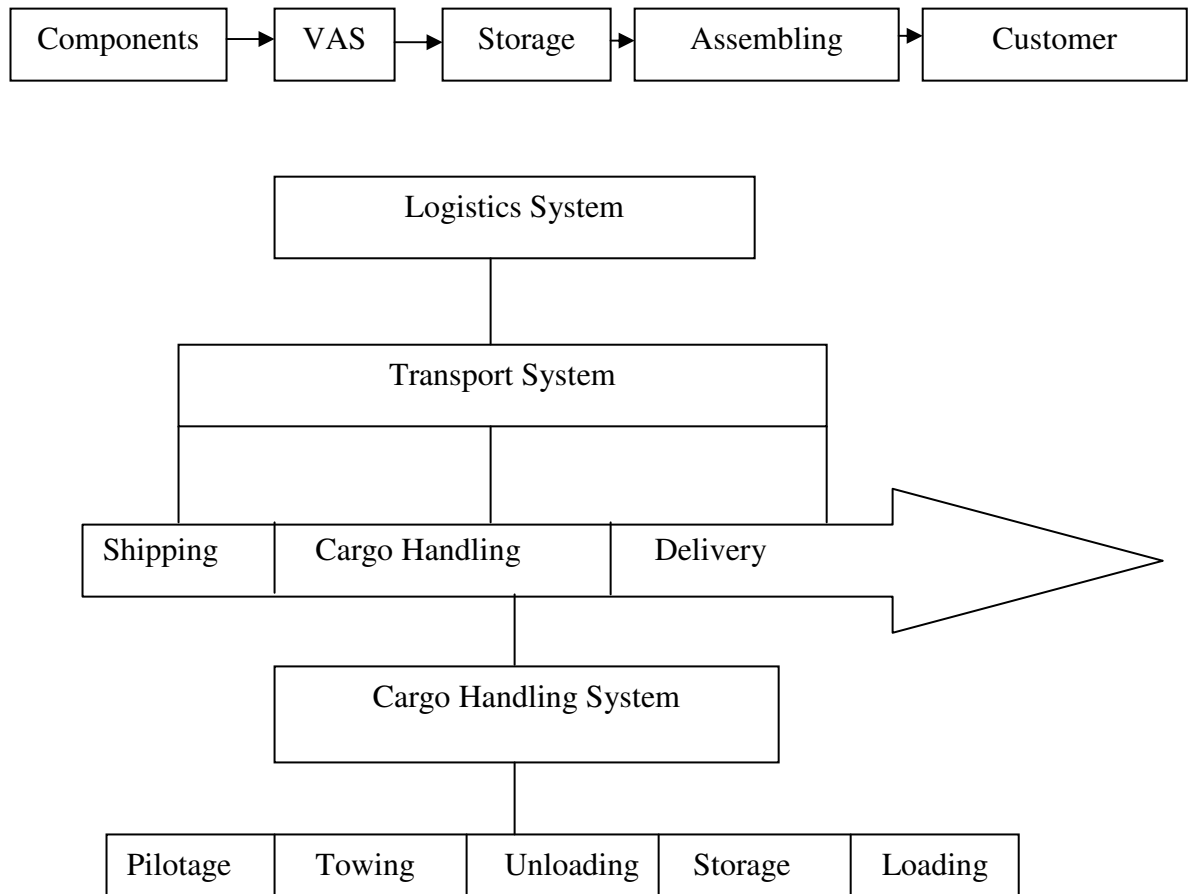 Components VAS Storage Assembling Customer
Logistics System
Transport System
Shipping Cargo Handling Delivery
Cargo Handling System
Pilotage Towing Unloading Storage Loading